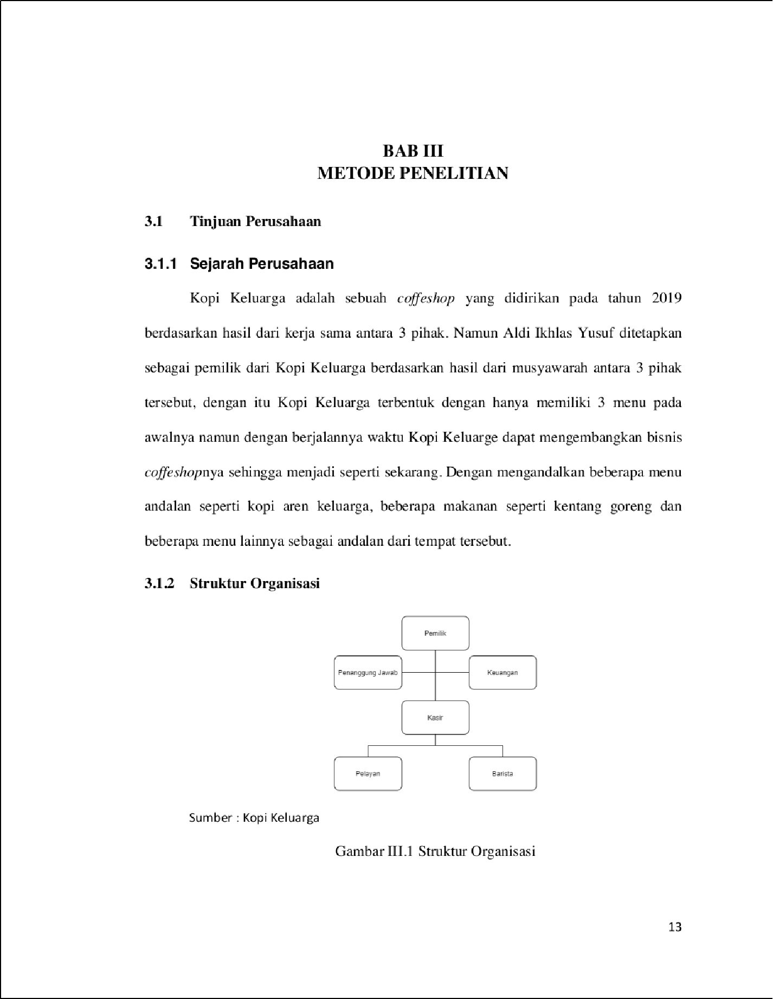 BAB III
METODE PENELITIAN
3.1 Tinjuan Perusahaan
3.1.1 Sejarah Perusahaan
Kopi Keluarga adalah sebuah coffeshop yang didirikan pada tahun 2019
berdasarkan hasil dari kerja sama antara 3 pihak. Namun Aldi Ikhlas Yusuf ditetapkan
sebagai pemilik dari Kopi Keluarga berdasarkan hasil dari musyawarah antara 3 pihak
tersebut, dengan itu Kopi Keluarga terbentuk dengan hanya memiliki 3 menu pada
awalnya namun dengan berjalannya waktu Kopi Keluarge dapat mengembangkan bisnis
coffeshopnya sehingga menjadi seperti sekarang. Dengan mengandalkan beberapa menu
andalan seperti kopi aren keluarga, beberapa makanan seperti kentang goreng dan
beberapa menu lainnya sebagai andalan dari tempat tersebut.
3.1.2 Struktur Organisasi
Pemilik
Penanggung Jawab
Keuangan
Kasir
Pelayan
Barista
Sumber : Kopi Keluarga
Gambar III.1 Struktur Organisasi
13